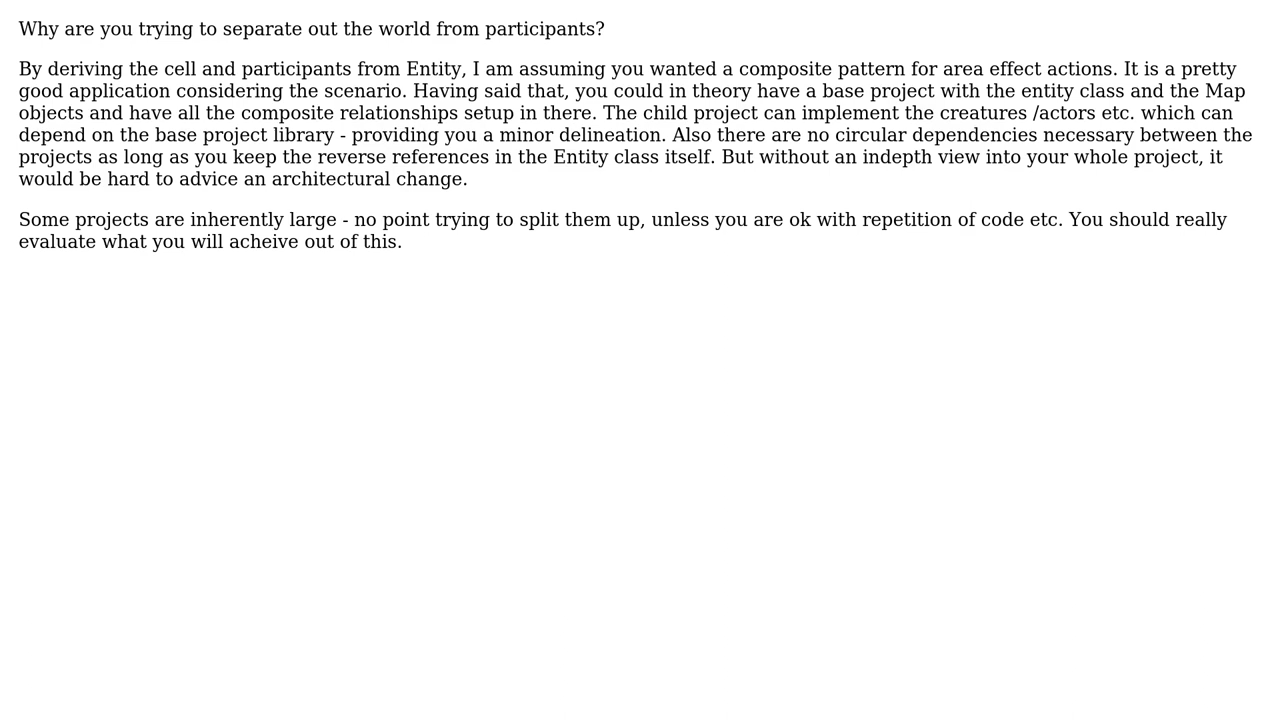 Why are you trying to separate out the world from participants?
By deriving the cell and participants from Entity, I am assuming you wanted a composite pattern for area effect actions. It is a pretty
good application considering the scenario. Having said that, you could in theory have a base project with the entity class and the Map
objects and have all the composite relationships setup in there. The child project can implement the creatures /actors etc. which can
depend on the base project library - providing you a minor delineation. Also there are no circular dependencies necessary between the
projects as long as you keep the reverse references in the Entity class itself. But without an indepth view into your whole project, it
would be hard to advice an architectural change.
Some projects are inherently large - no point trying to split them up, unless you are ok with repetition of code etc. You should really
evaluate what you will acheive out of this.